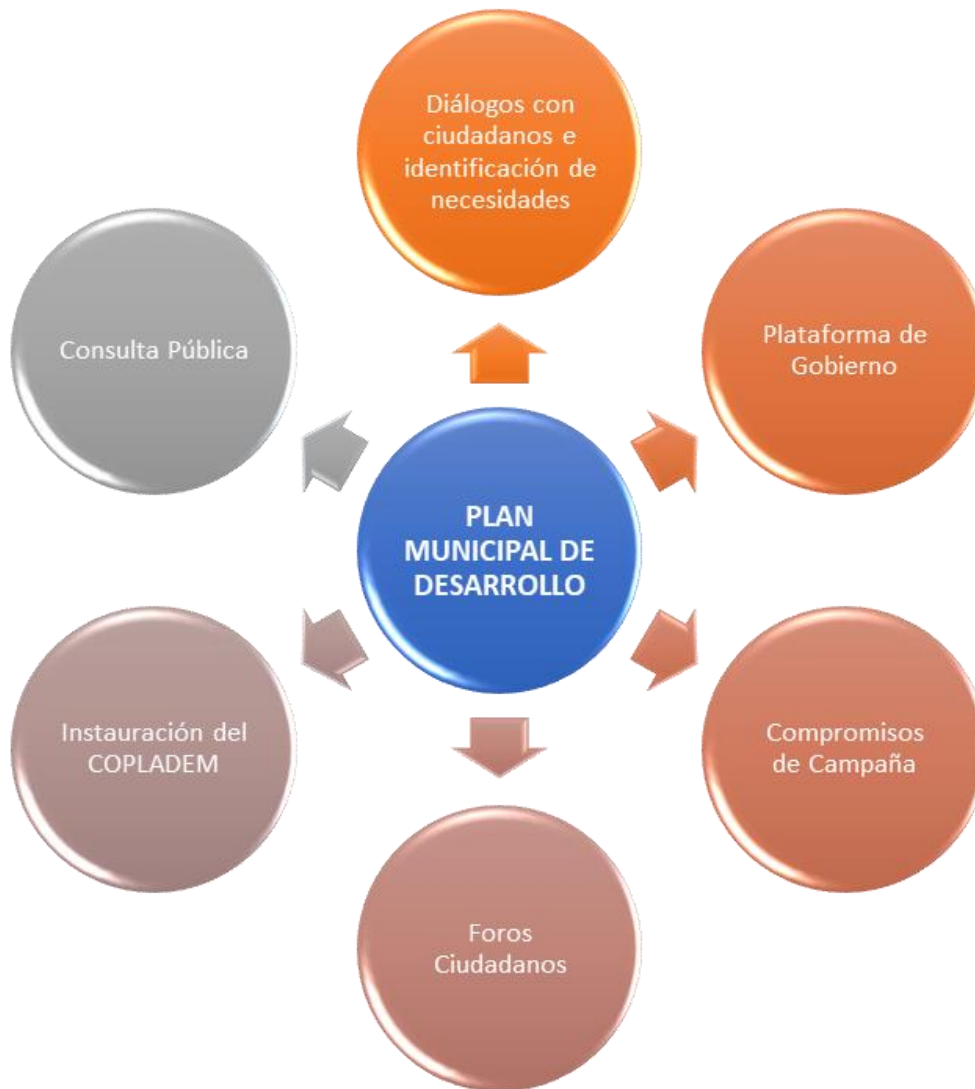 Diálogos con
ciudadanos e
identificación de
necesidades
Plataforma de
Gobierno
Compromisos
de Campaña
Foros
Ciudadanos
Instauración del
COPLADEM
Consulta Pública
PLAN
MUNICIPAL DE
DESARROLLO